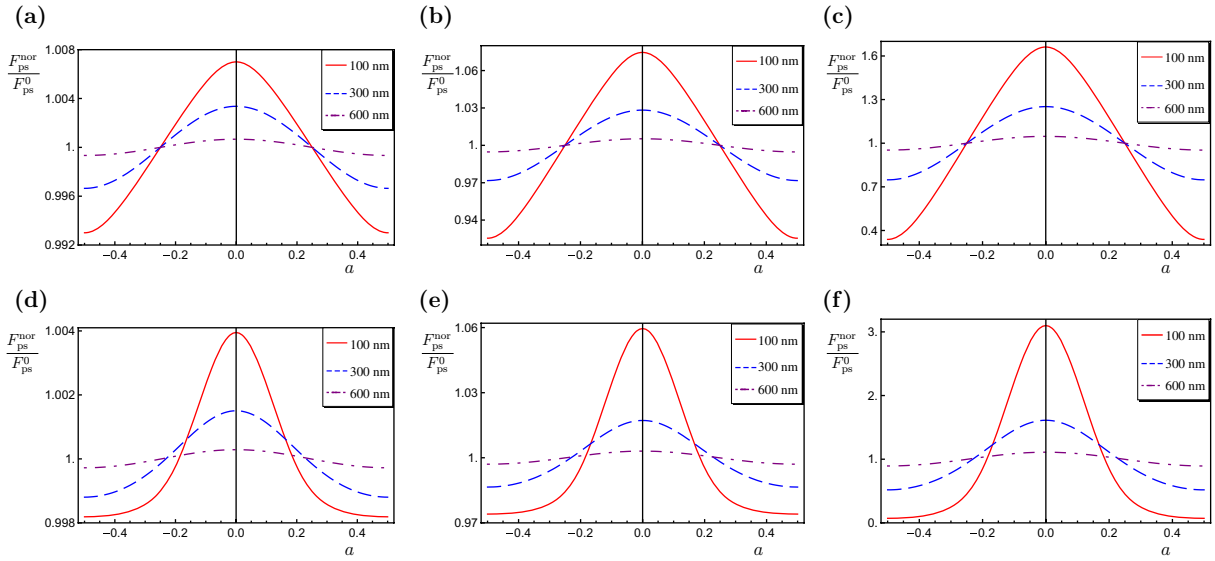 (a)
F_ps^nor / F_ps^0
1.008
1.004
1.
0.996
0.992
−0.4 −0.2 0.0 0.2 0.4
a
100 nm
300 nm
600 nm
(b)
F_ps^nor / F_ps^0
1.06
1.03
1.
0.97
0.94
−0.4 −0.2 0.0 0.2 0.4
a
100 nm
300 nm
600 nm
(c)
F_ps^nor / F_ps^0
1.6
1.3
1.
0.7
0.4
−0.4 −0.2 0.0 0.2 0.4
a
100 nm
300 nm
600 nm
(d)
F_ps^nor / F_ps^0
1.004
1.002
1.
0.998
−0.4 −0.2 0.0 0.2 0.4
a
100 nm
300 nm
600 nm
(e)
F_ps^nor / F_ps^0
1.06
1.03
1.
0.97
−0.4 −0.2 0.0 0.2 0.4
a
100 nm
300 nm
600 nm
(f)
F_ps^nor / F_ps^0
3.
2.
1.
0.
−0.4 −0.2 0.0 0.2 0.4
a
100 nm
300 nm
600 nm